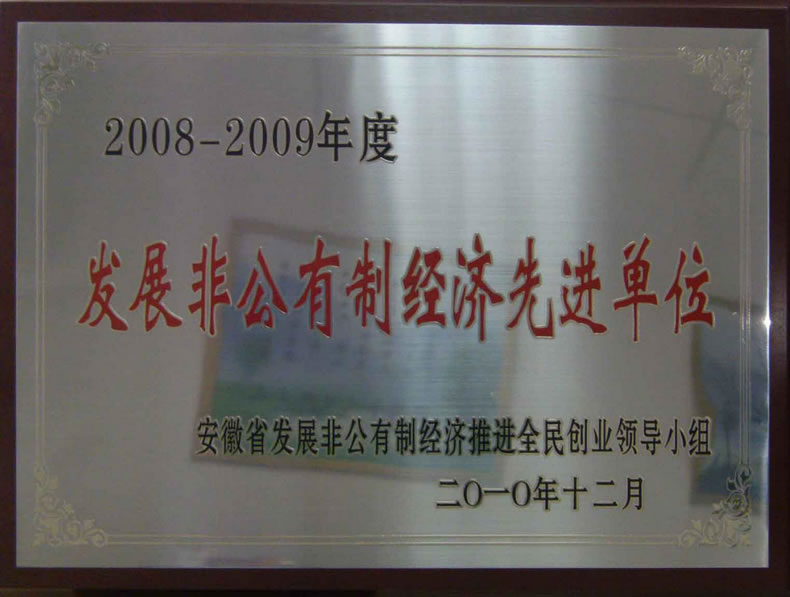 2008-2009年度
发展非公有制经济先进单位
安徽省发展非公有制经济推进全民创业领导小组
二O一O年十二月